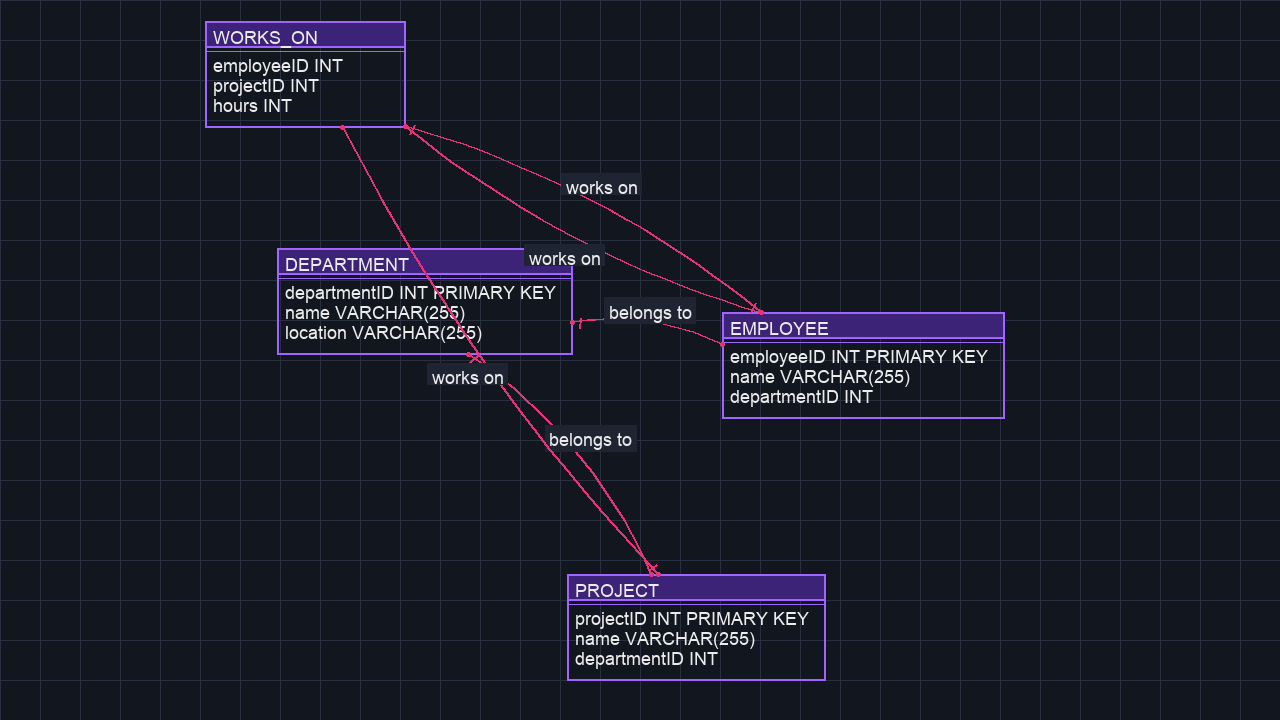 WORKS_ON
employeeID INT
projectID INT
hours INT
works on
works on
DEPARTMENT
departmentID INT PRIMARY KEY
name VARCHAR(255)
location VARCHAR(255)
belongs to
EMPLOYEE
employeeID INT PRIMARY KEY
name VARCHAR(255)
departmentID INT
works on
belongs to
PROJECT
projectID INT PRIMARY KEY
name VARCHAR(255)
departmentID INT